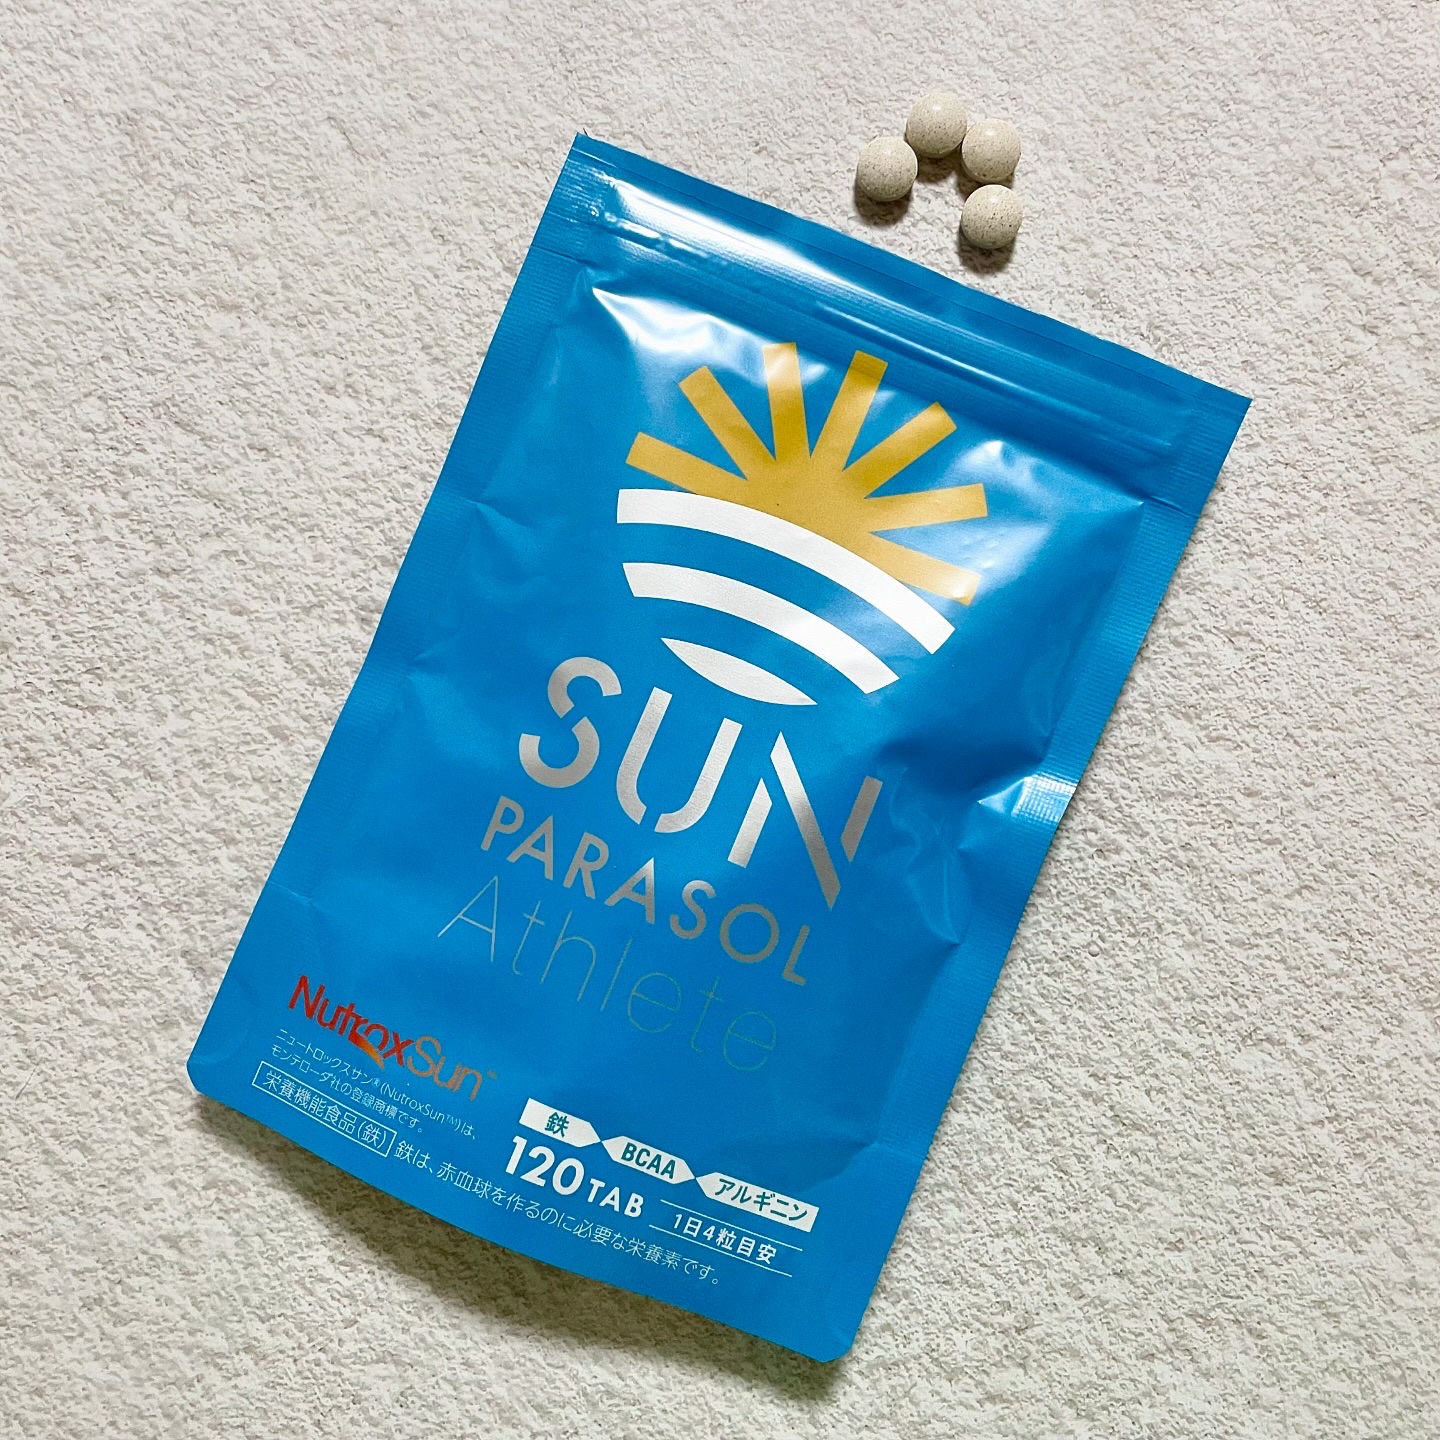 SUN
PARASOL
Athlete
NutroxSun™
ニュートロックスサン®(NutroxSun™)は、
モンテローダ社の登録商標です。
栄養機能食品(鉄) 鉄は、赤血球を作るのに必要な栄養素です。
鉄 BCAA アルギニン
120TAB 1日4粒目安